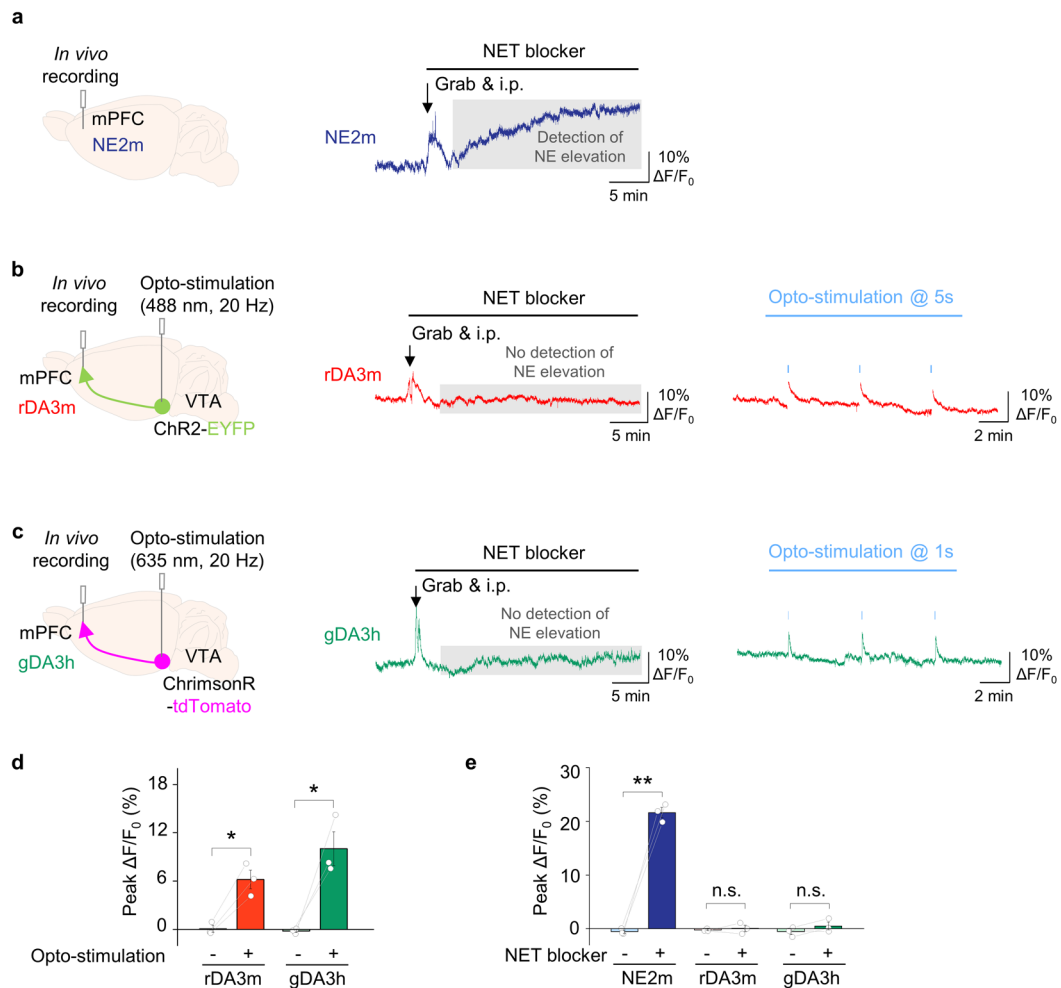 a
In vivo
recording
mPFC
NE2m
NET blocker
Grab & i.p.
NE2m
Detection of
NE elevation
10%
ΔF/F0
5 min
b
In vivo
recording
Opto-stimulation
(488 nm, 20 Hz)
mPFC
rDA3m
VTA
ChR2-EYFP
NET blocker
Grab & i.p.
rDA3m
No detection of
NE elevation
10%
ΔF/F0
5 min
Opto-stimulation @ 5s
10%
ΔF/F0
2 min
c
In vivo
recording
Opto-stimulation
(635 nm, 20 Hz)
mPFC
gDA3h
VTA
ChrimsonR
-tdTomato
NET blocker
Grab & i.p.
gDA3h
No detection of
NE elevation
10%
ΔF/F0
5 min
Opto-stimulation @ 1s
10%
ΔF/F0
2 min
d
Peak ΔF/F0 (%)
18
12
6
0
*
*
Opto-stimulation - + - +
rDA3m gDA3h
e
Peak ΔF/F0 (%)
30
20
10
0
**
n.s.
n.s.
NET blocker - + - + - +
NE2m rDA3m gDA3h